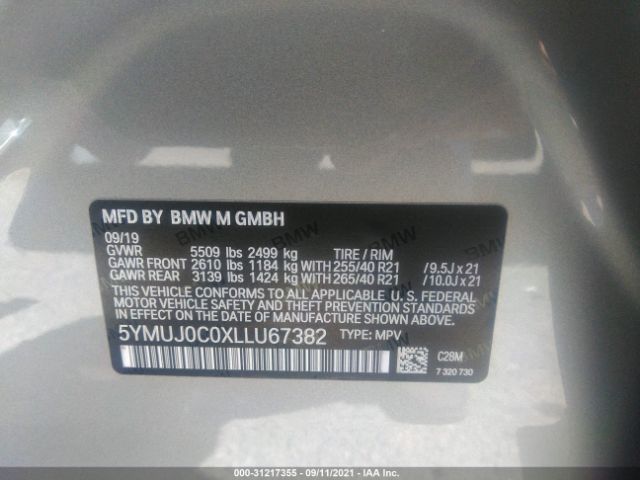 MFD BY BMW M GMBH
09/19
GVWR 5509 lbs 2499 kg TIRE / RIM
GAWR FRONT 2610 lbs 1184 kg WITH 255/40 R21 /9.5J x 21
GAWR REAR 3139 lbs 1424 kg WITH 265/40 R21 /10.0J x 21
THIS VEHICLE CONFORMS TO ALL APPLICABLE U. S. FEDERAL
MOTOR VEHICLE SAFETY, BUMPER, AND THEFT PREVENTION STANDARDS
IN EFFECT ON THE DATE OF MANUFACTURE SHOWN ABOVE.
5YMUJ0C0XLLU67382 TYPE: MPV
C28M
7 320 730
000-31217355 - 09/11/2021 - IAA Inc.